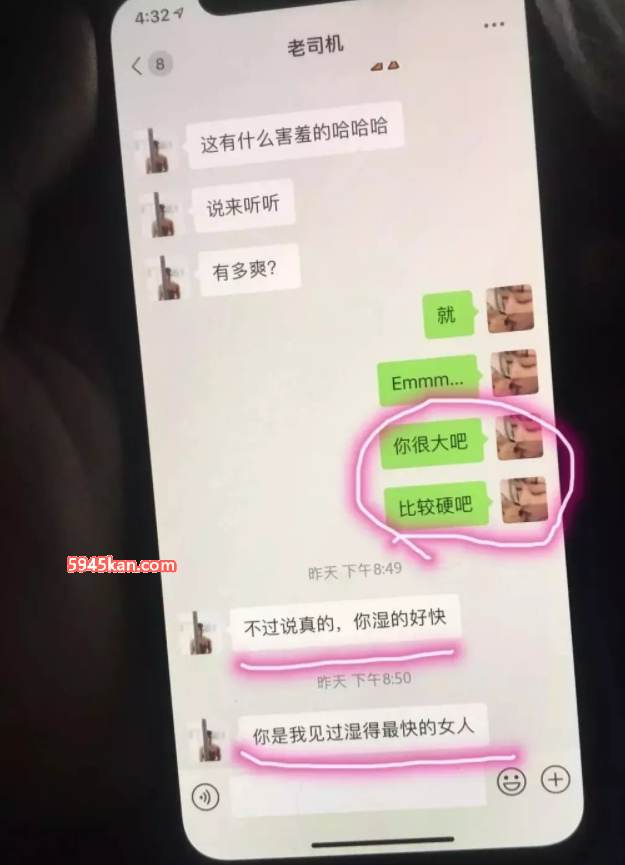 4:32
8
老司机
这有什么害羞的哈哈哈
说来听听
有多爽?
就
Emmm...
你很大吧
比较硬吧
5945kan.com
昨天 下午8:49
不过说真的，你湿的好快
昨天 下午8:50
你是我见过湿得最快的女人